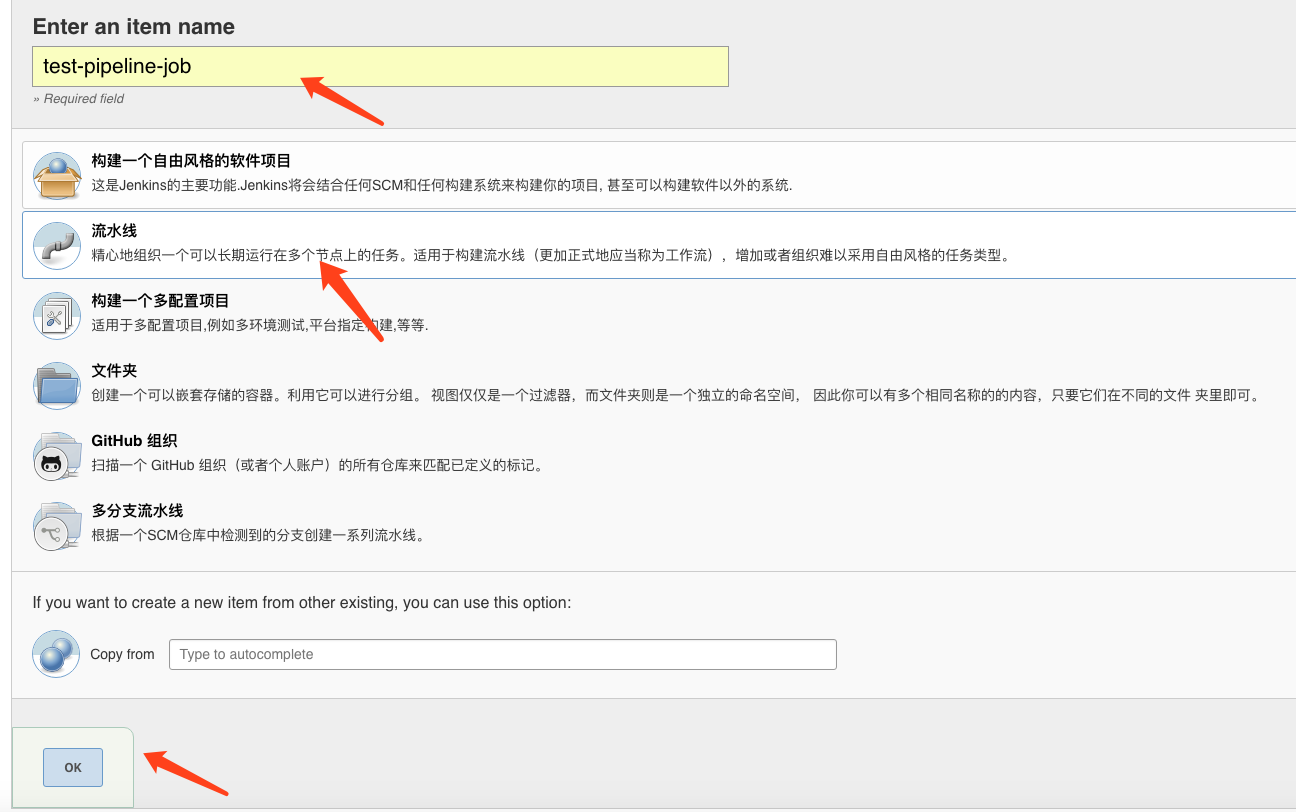 Enter an item name
test-pipeline-job
» Required field
构建一个自由风格的软件项目
这是Jenkins的主要功能.Jenkins将会结合任何SCM和任何构建系统来构建你的项目, 甚至可以构建软件以外的系统.
流水线
精心地组织一个可以长期运行在多个节点上的任务。适用于构建流水线（更加正式地应当称为工作流），增加或者组织难以采用自由风格的任务类型。
构建一个多配置项目
适用于多配置项目,例如多环境测试,平台指定构建,等等.
文件夹
创建一个可以嵌套存储的容器。利用它可以进行分组。 视图仅仅是一个过滤器，而文件夹则是一个独立的命名空间， 因此你可以有多个相同名称的的内容，只要它们在不同的文件 夹里即可。
GitHub 组织
扫描一个 GitHub 组织（或者个人账户）的所有仓库来匹配已定义的标记。
多分支流水线
根据一个SCM仓库中检测到的分支创建一系列流水线。
If you want to create a new item from other existing, you can use this option:
Copy from
Type to autocomplete
OK